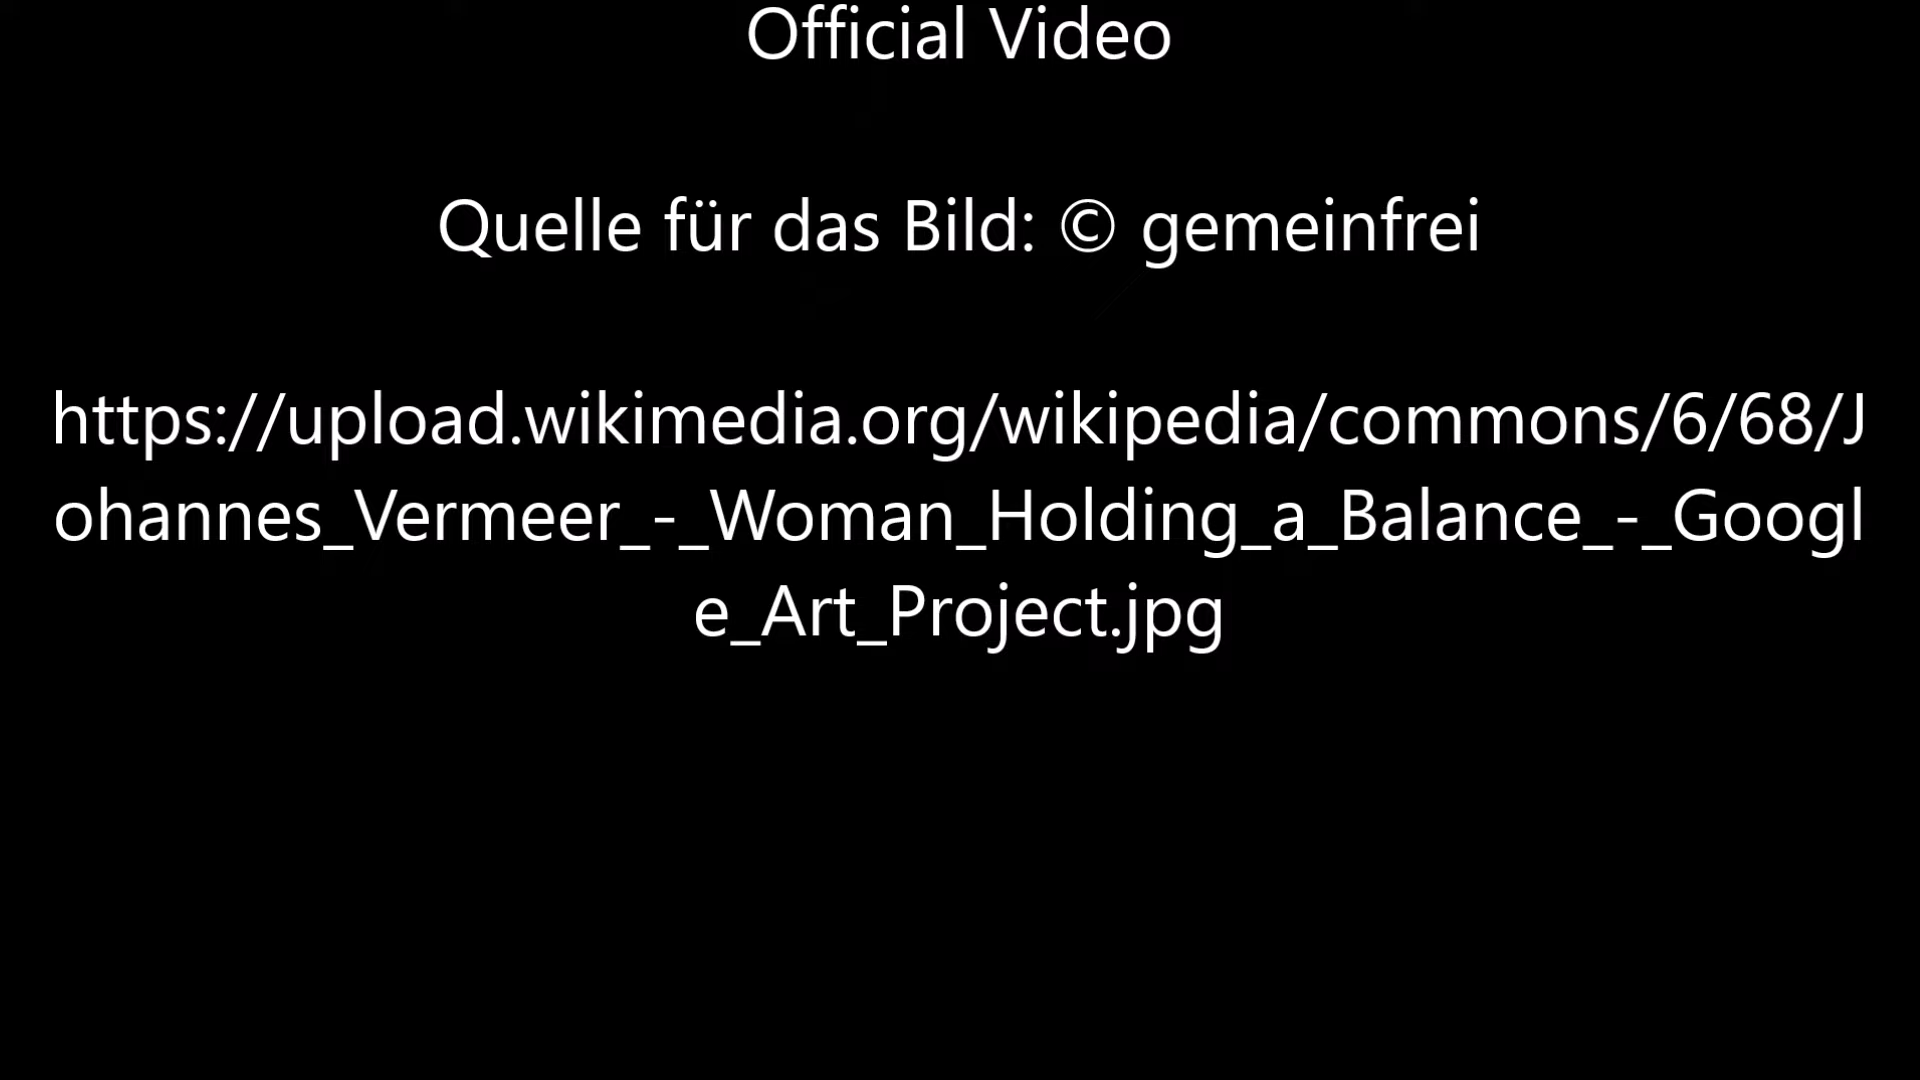 Official Video
Quelle für das Bild: © gemeinfrei
https://upload.wikimedia.org/wikipedia/commons/6/68/J
ohannes_Vermeer_-_Woman_Holding_a_Balance_-_Googl
e_Art_Project.jpg